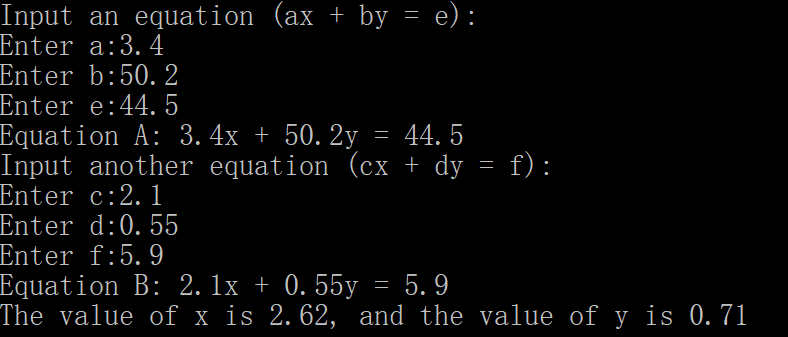 Input an equation (ax + by = e):
Enter a:3.4
Enter b:50.2
Enter e:44.5
Equation A: 3.4x + 50.2y = 44.5
Input another equation (cx + dy = f):
Enter c:2.1
Enter d:0.55
Enter f:5.9
Equation B: 2.1x + 0.55y = 5.9
The value of x is 2.62, and the value of y is 0.71